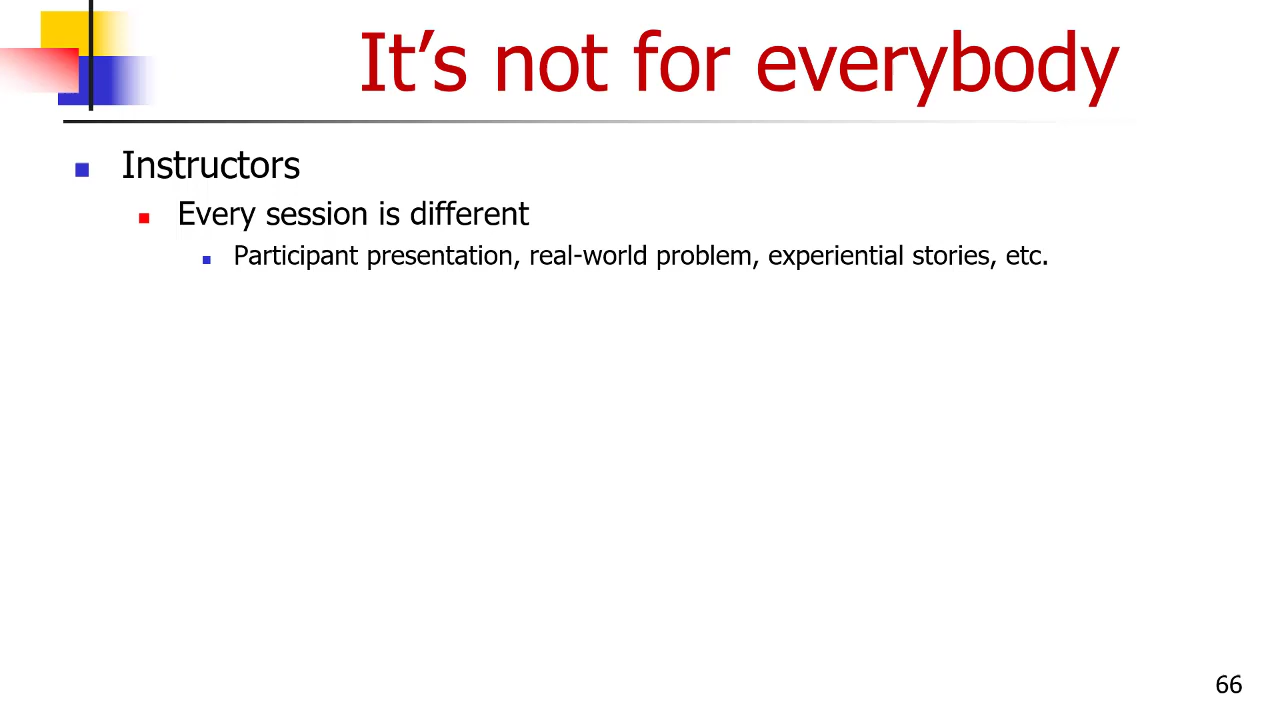 It’s not for everybody
Instructors
Every session is different
Participant presentation, real-world problem, experiential stories, etc.
66